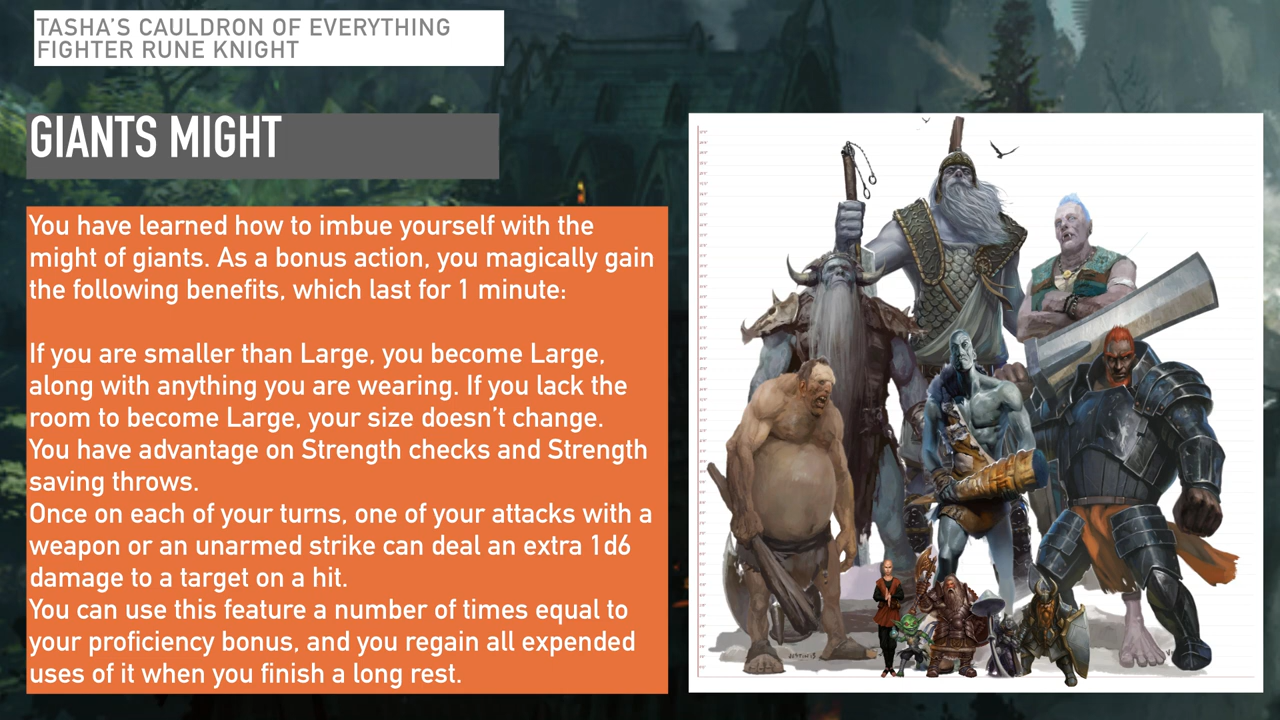 TASHA'S CAULDRON OF EVERYTHING
FIGHTER RUNE KNIGHT
GIANTS MIGHT
You have learned how to imbue yourself with the
might of giants. As a bonus action, you magically gain
the following benefits, which last for 1 minute:
If you are smaller than Large, you become Large,
along with anything you are wearing. If you lack the
room to become Large, your size doesn't change.
You have advantage on Strength checks and Strength
saving throws.
Once on each of your turns, one of your attacks with a
weapon or an unarmed strike can deal an extra 1d6
damage to a target on a hit.
You can use this feature a number of times equal to
your proficiency bonus, and you regain all expended
uses of it when you finish a long rest.